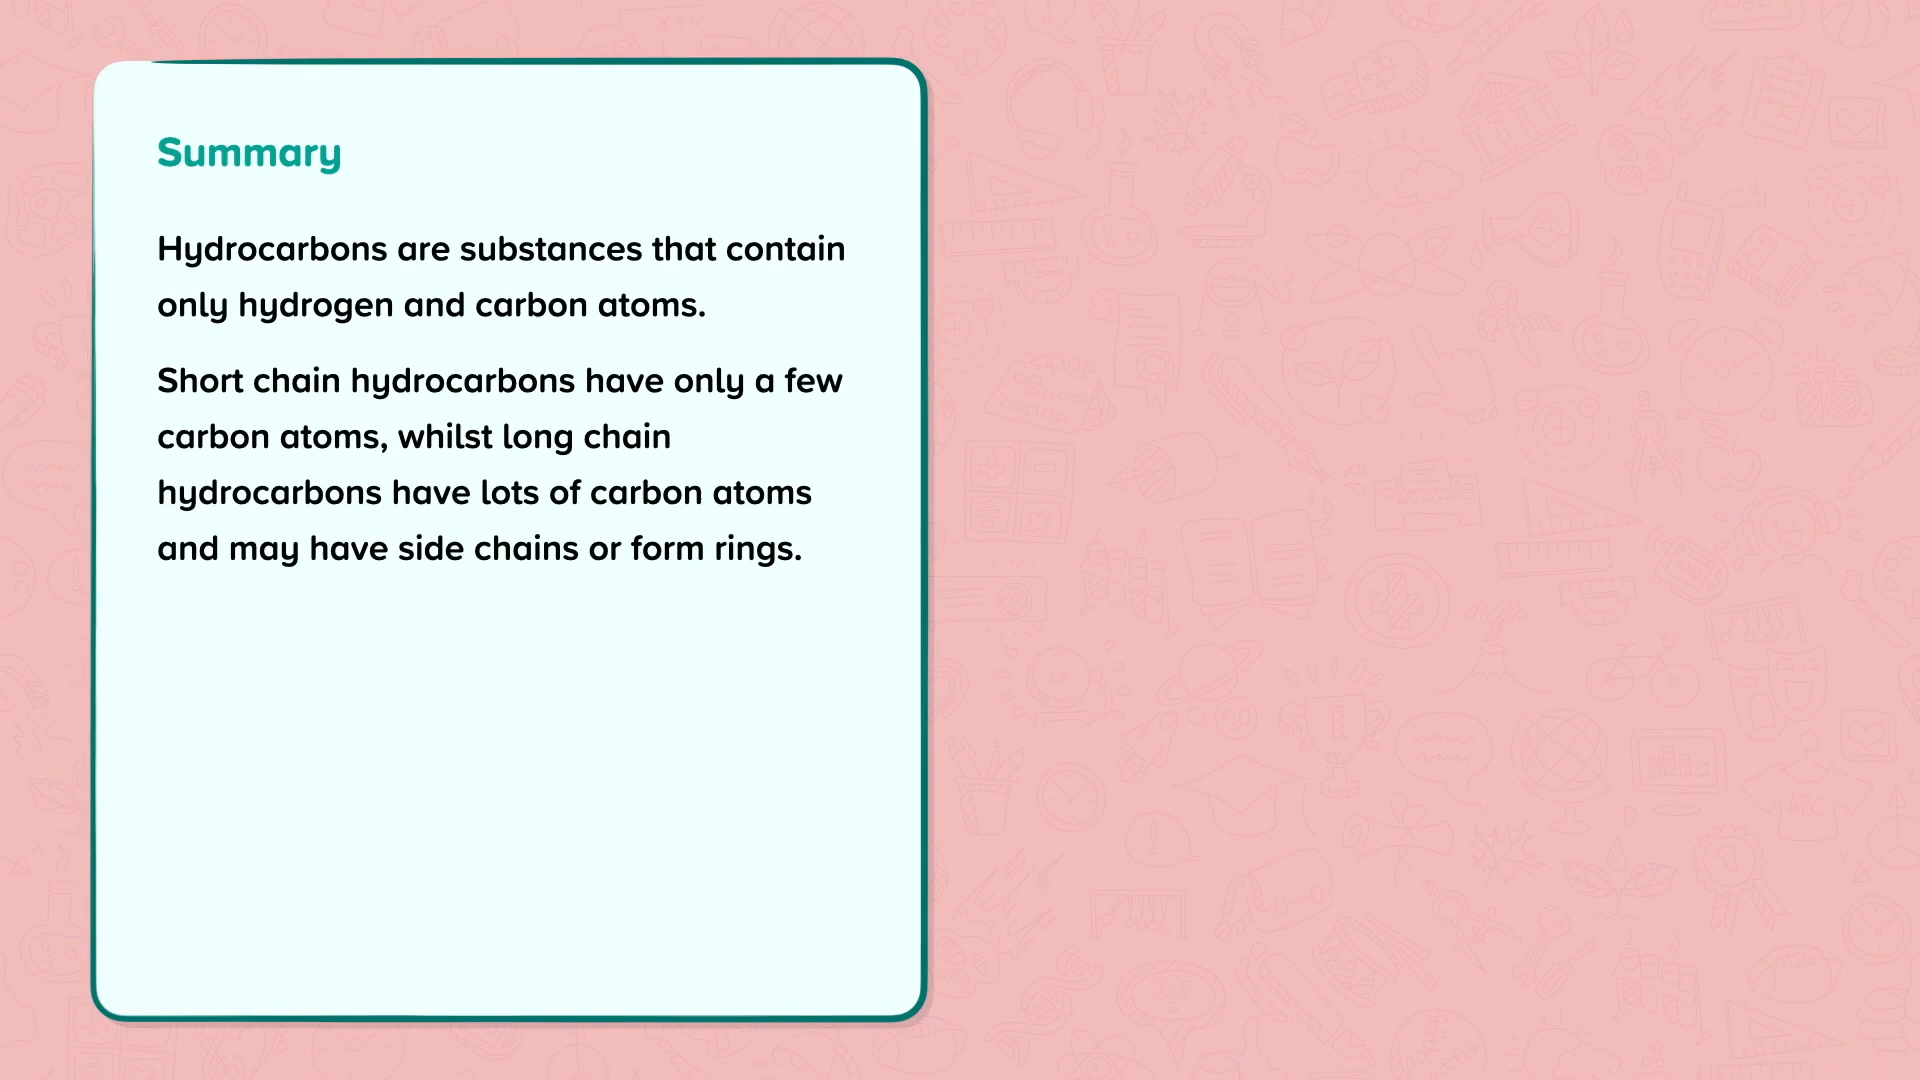 Summary
Hydrocarbons are substances that contain
only hydrogen and carbon atoms.
Short chain hydrocarbons have only a few
carbon atoms, whilst long chain
hydrocarbons have lots of carbon atoms
and may have side chains or form rings.
ABC